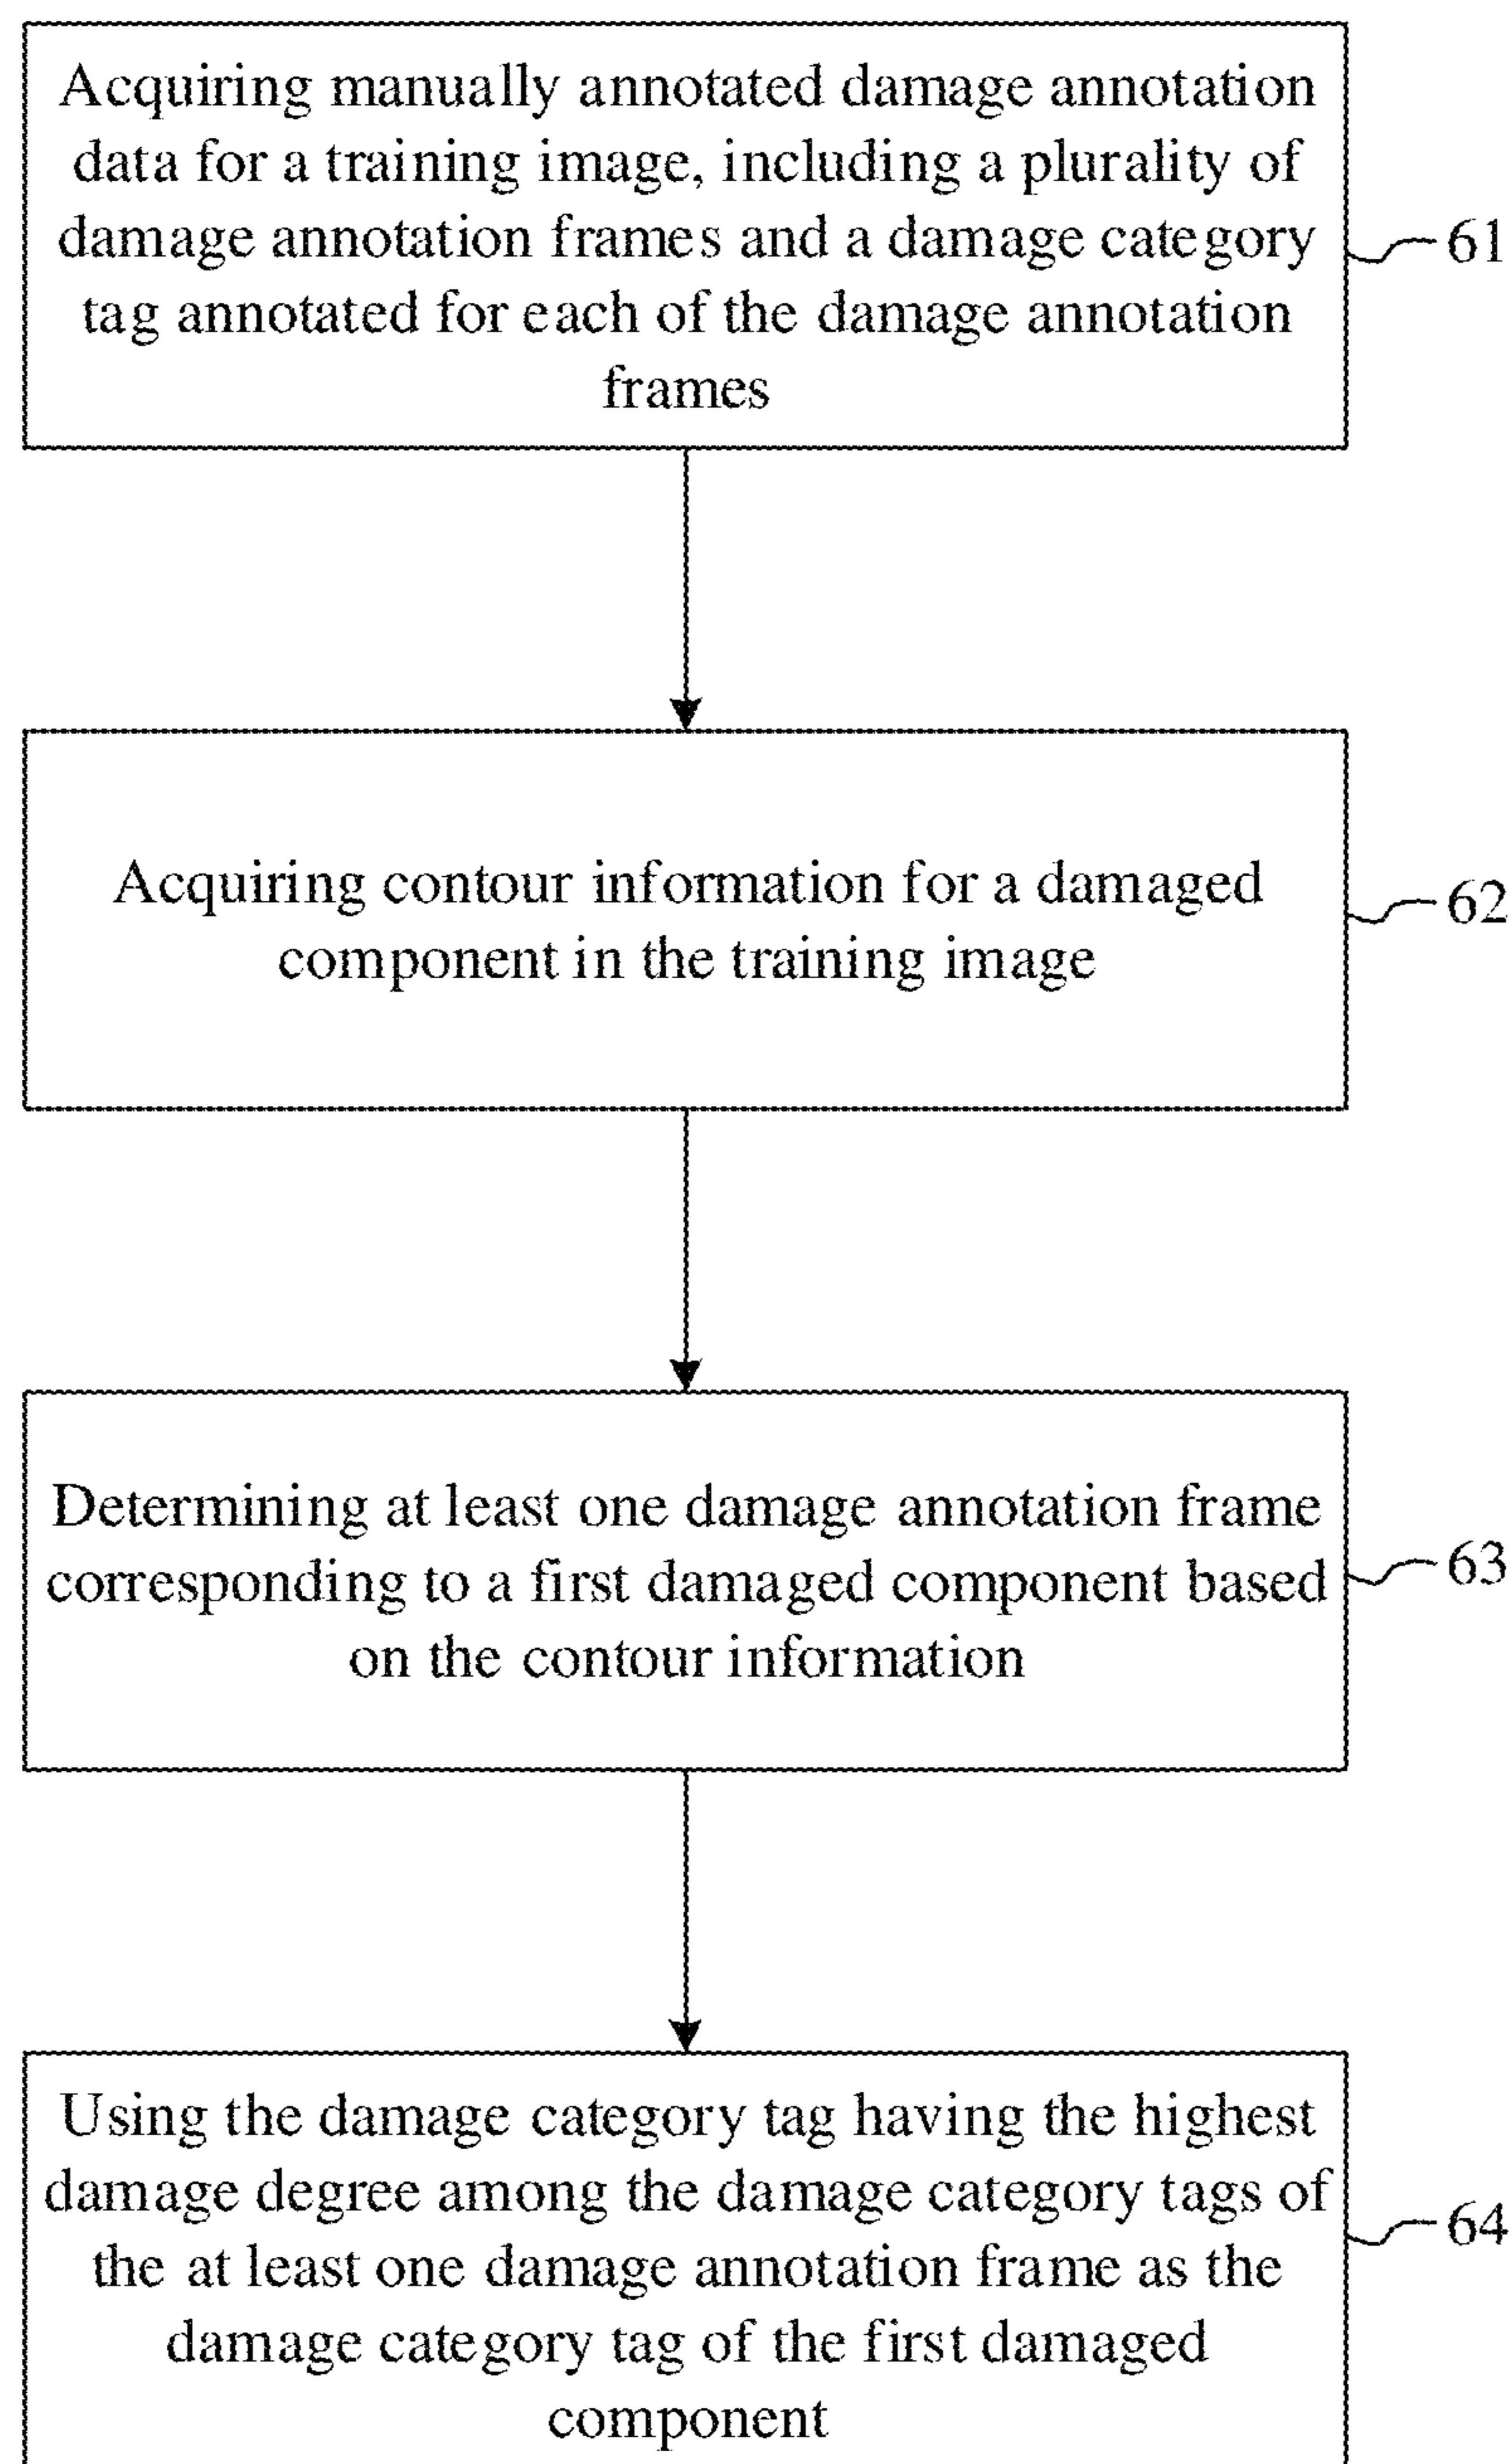 Acquiring manually annotated damage annotation
data for a training image, including a plurality of
damage annotation frames and a damage category
tag annotated for each of the damage annotation
frames
61
Acquiring contour information for a damaged
component in the training image
62
Determining at least one damage annotation frame
corresponding to a first damaged component based
on the contour information
63
Using the damage category tag having the highest
damage degree among the damage category tags of
the at least one damage annotation frame as the
damage category tag of the first damaged
component
64